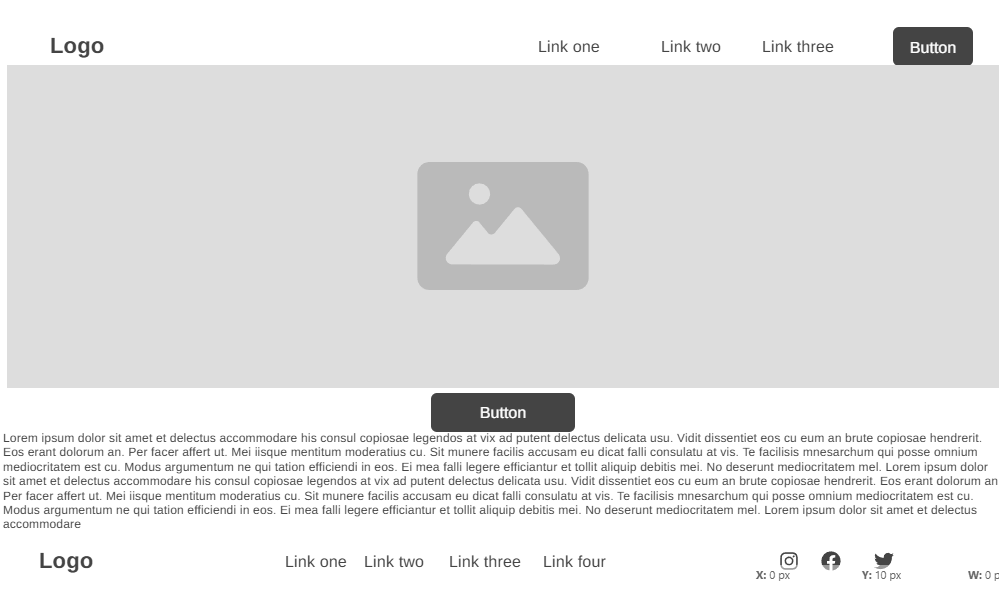 Logo
Link one Link two Link three Button
Button
Lorem ipsum dolor sit amet et delectus accommodare his consul copiosae legendos at vix ad putent delectus delicata usu. Vidit dissentiet eos cu eum an brute copiosae hendrerit.
Eos erant dolorum an. Per facer affert ut. Mei iisque mentitum moderatius cu. Sit munere facilis accusam eu dicat falli consulatu at vis. Te facilisis mnesarchum qui posse omnium
mediocritatem est cu. Modus argumentum ne qui tation efficiendi in eos. Ei mea falli legere efficiantur et tollit aliquip debitis mei. No deserunt mediocritatem mel. Lorem ipsum dolor
sit amet et delectus accommodare his consul copiosae legendos at vix ad putent delectus delicata usu. Vidit dissentiet eos cu eum an brute copiosae hendrerit. Eos erant dolorum an
Per facer affert ut. Mei iisque mentitum moderatius cu. Sit munere facilis accusam eu dicat falli consulatu at vis. Te facilisis mnesarchum qui posse omnium mediocritatem est cu.
Modus argumentum ne qui tation efficiendi in eos. Ei mea falli legere efficiantur et tollit aliquip debitis mei. No deserunt mediocritatem mel. Lorem ipsum dolor sit amet et delectus
accommodare
Logo
Link one Link two Link three Link four
X: 0 px Y: 10 px W: 0 p